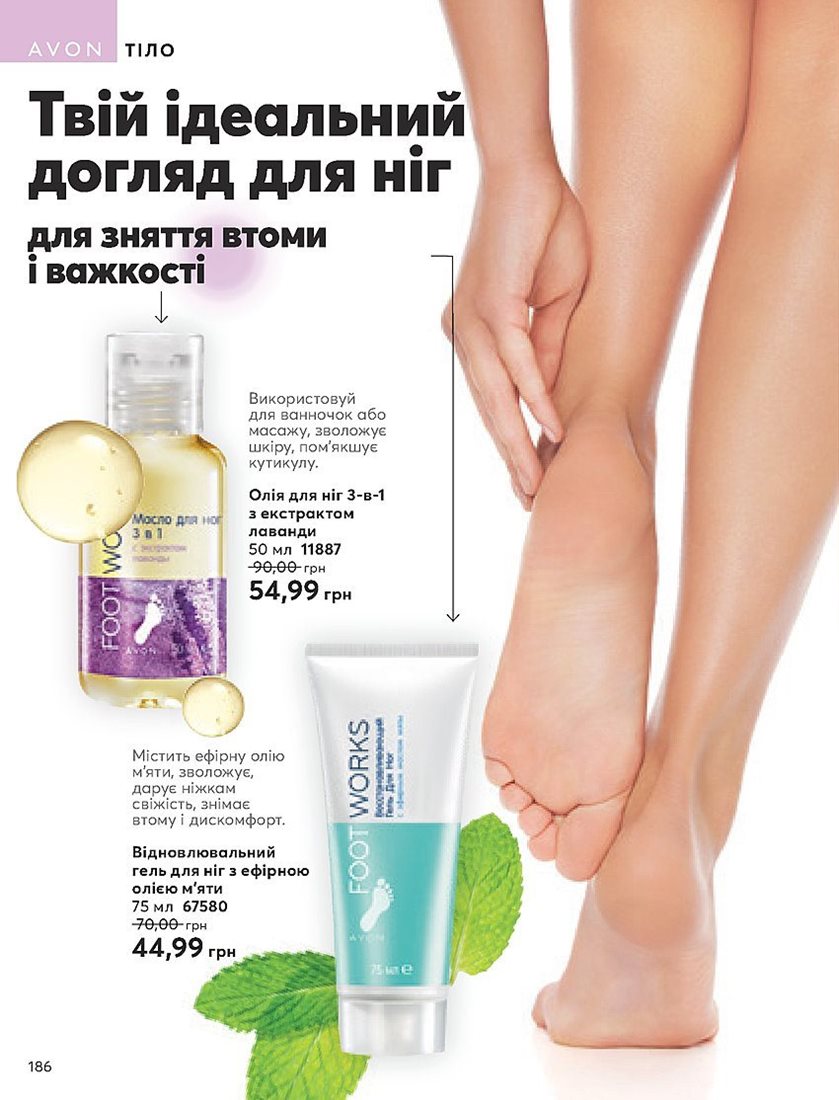 AVON ТІЛО
Твій ідеальний
догляд для ніг
для зняття втоми
і важкості
Використовуй
для ванночок або
масажу, зволожує
шкіру, пом'якшує
кутикулу.
Олія для ніг 3-в-1
з екстрактом
лаванди
50 мл 11887
90,00 грн
54,99 грн
Масло для ног
3 в 1
с экстрактом
лаванды
FOOT WO
AVON
Містить ефірну олію
м'яти, зволожує,
дарує ніжкам
свіжість, знімає
втому і дискомфорт.
Відновлювальний
гель для ніг з ефірною
олією м'яти
75 мл 67580
70,00 грн
44,99 грн
FOOT WORKS
Восстанавливающий
Гель Для Ног
с эфирным маслом мяты
AVON
75 мл e
186